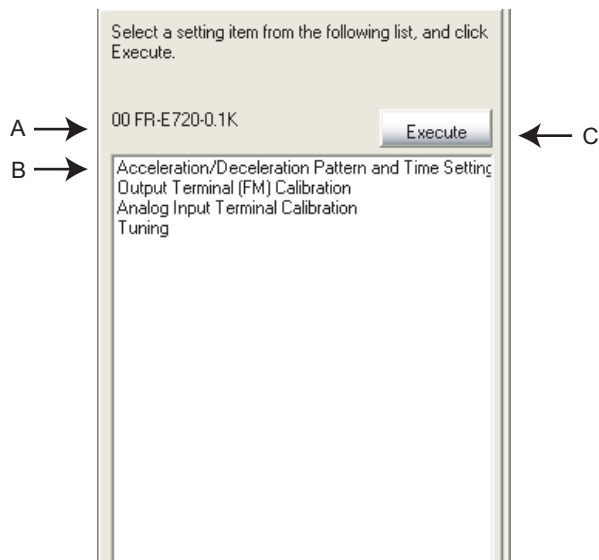 Select a setting item from the following list, and click
Execute.
A
00 FR-E720-0.1K
Execute
C
B
Acceleration/Deceleration Pattern and Time Setting
Output Terminal (FM) Calibration
Analog Input Terminal Calibration
Tuning